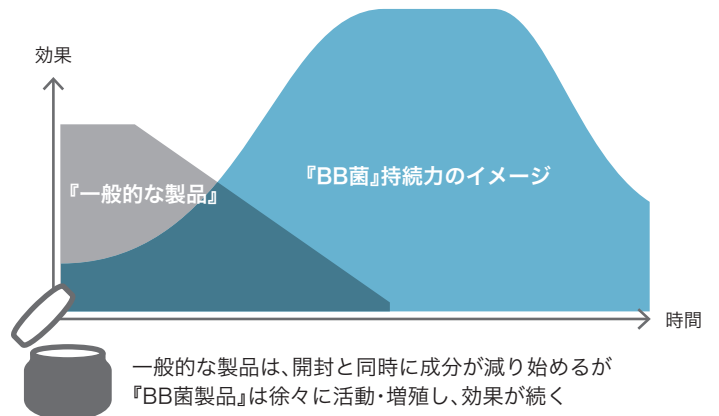 効果
『一般的な製品』
『BB菌』持続力のイメージ
時間
一般的な製品は、開封と同時に成分が減り始めるが
『BB菌製品』は徐々に活動・増殖し、効果が続く